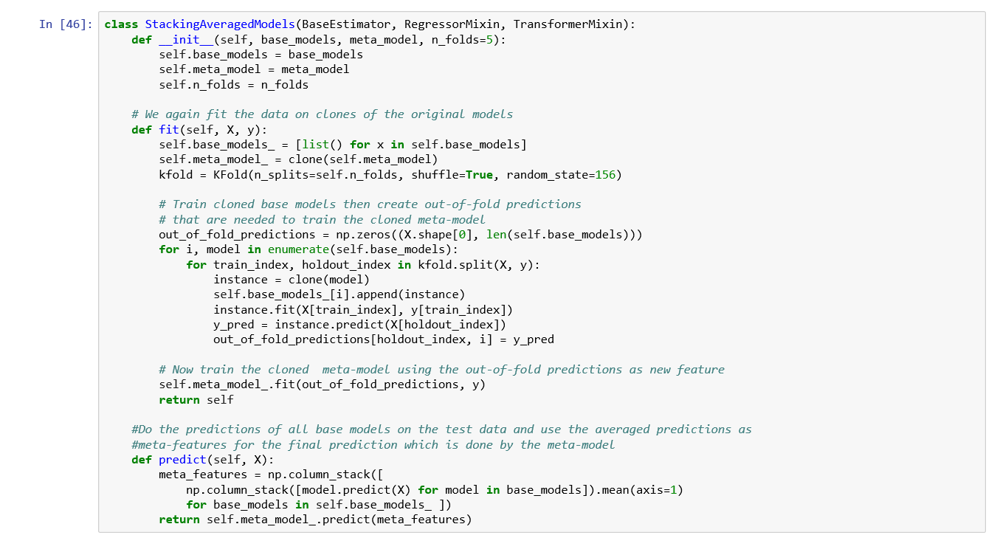 In [46]: class StackingAveragedModels(BaseEstimator, RegressorMixin, TransformerMixin):
    def __init__(self, base_models, meta_model, n_folds=5):
        self.base_models = base_models
        self.meta_model = meta_model
        self.n_folds = n_folds

    # We again fit the data on clones of the original models
    def fit(self, X, y):
        self.base_models_ = [list() for x in self.base_models]
        self.meta_model_ = clone(self.meta_model)
        kfold = KFold(n_splits=self.n_folds, shuffle=True, random_state=156)

        # Train cloned base models then create out-of-fold predictions
        # that are needed to train the cloned meta-model
        out_of_fold_predictions = np.zeros((X.shape[0], len(self.base_models)))
        for i, model in enumerate(self.base_models):
            for train_index, holdout_index in kfold.split(X, y):
                instance = clone(model)
                self.base_models_[i].append(instance)
                instance.fit(X[train_index], y[train_index])
                y_pred = instance.predict(X[holdout_index])
                out_of_fold_predictions[holdout_index, i] = y_pred

        # Now train the cloned  meta-model using the out-of-fold predictions as new feature
        self.meta_model_.fit(out_of_fold_predictions, y)
        return self

    #Do the predictions of all base models on the test data and use the averaged predictions as
    #meta-features for the final prediction which is done by the meta-model
    def predict(self, X):
        meta_features = np.column_stack([
            np.column_stack([model.predict(X) for model in base_models]).mean(axis=1)
            for base_models in self.base_models_ ])
        return self.meta_model_.predict(meta_features)